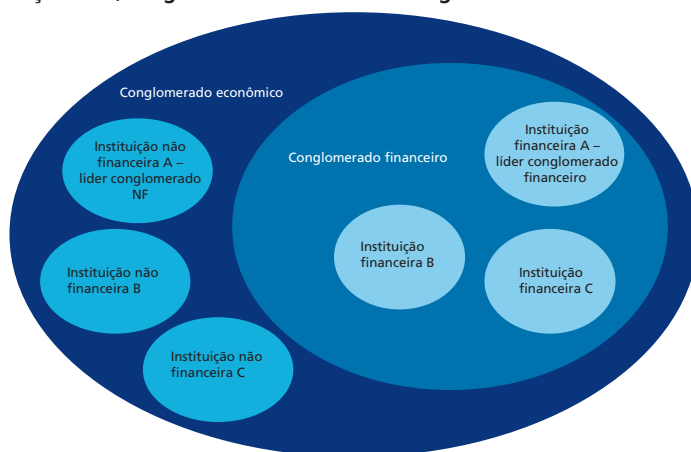 Conglomerado econômico
Instituição não
financeira A –
líder conglomerado
NF
Instituição não
financeira B
Instituição não
financeira C
Conglomerado financeiro
Instituição
financeira A –
líder conglomerado
financeiro
Instituição
financeira B
Instituição
financeira C